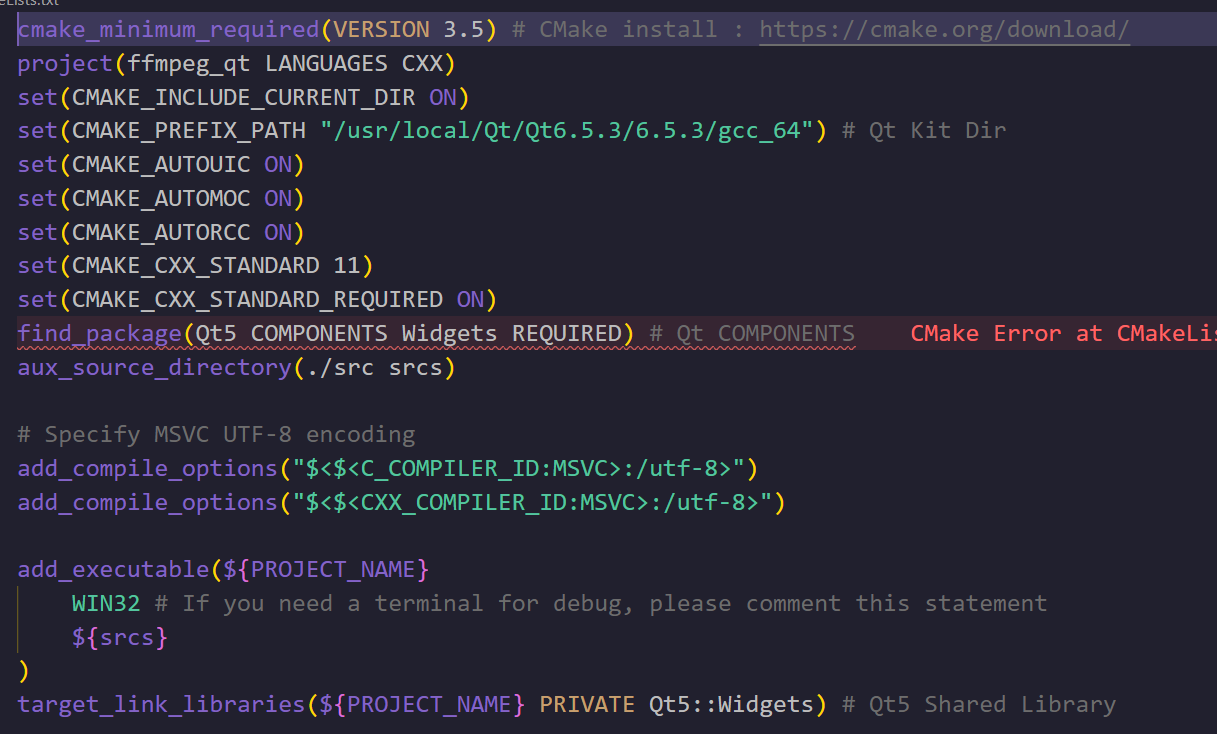 eLists.txt
cmake_minimum_required(VERSION 3.5) # CMake install : https://cmake.org/download/
project(ffmpeg_qt LANGUAGES CXX)
set(CMAKE_INCLUDE_CURRENT_DIR ON)
set(CMAKE_PREFIX_PATH "/usr/local/Qt/Qt6.5.3/6.5.3/gcc_64") # Qt Kit Dir
set(CMAKE_AUTOUIC ON)
set(CMAKE_AUTOMOC ON)
set(CMAKE_AUTORCC ON)
set(CMAKE_CXX_STANDARD 11)
set(CMAKE_CXX_STANDARD_REQUIRED ON)
find_package(Qt5 COMPONENTS Widgets REQUIRED) # Qt COMPONENTS CMake Error at CMakeLis
aux_source_directory(./src srcs)
# Specify MSVC UTF-8 encoding
add_compile_options("$<$<C_COMPILER_ID:MSVC>:/utf-8>")
add_compile_options("$<$<CXX_COMPILER_ID:MSVC>:/utf-8>")
add_executable(${PROJECT_NAME}
WIN32 # If you need a terminal for debug, please comment this statement
${srcs}
)
target_link_libraries(${PROJECT_NAME} PRIVATE Qt5::Widgets) # Qt5 Shared Library